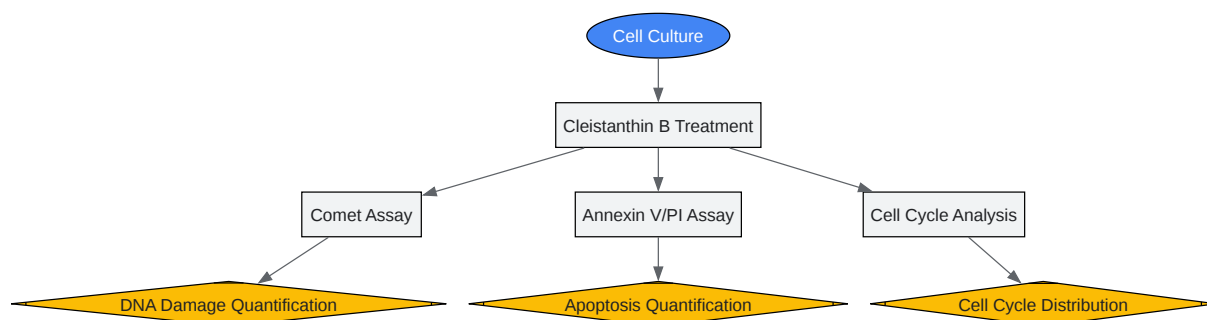 Cell Culture
Cleistanthin B Treatment
Comet Assay
Annexin V/PI Assay
Cell Cycle Analysis
DNA Damage Quantification
Apoptosis Quantification
Cell Cycle Distribution